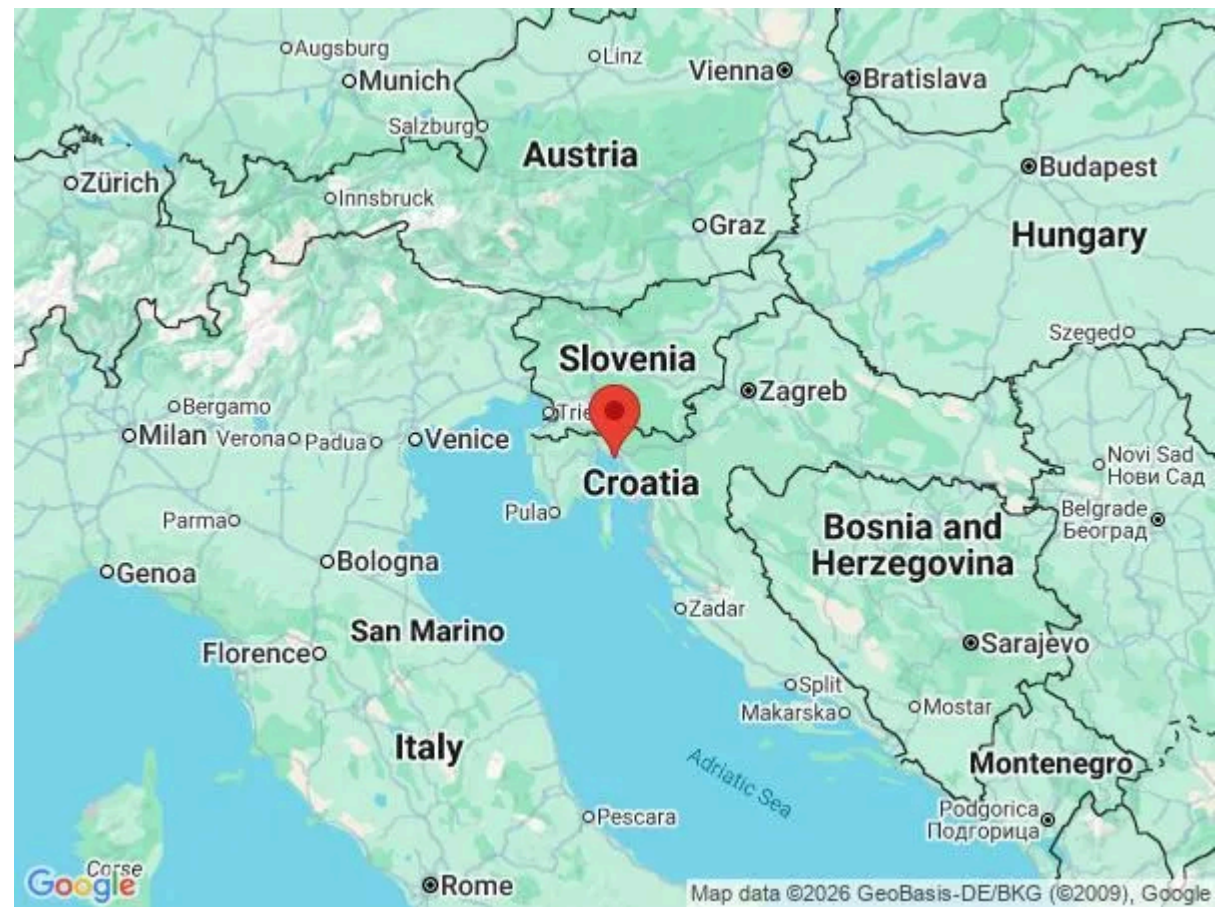 Augsburg
Linz
Munich
Vienna
Bratislava
Salzburg
Austria
Budapest
Zürich
Innsbruck
Graz
Hungary
Szeged
Slovenia
Zagreb
Bergamo
Trie
Milan
Verona
Padua
Venice
Novi Sad
Нови Сад
Croatia
Pula
Parma
Belgrade
Београд
Bosnia and
Herzegovina
Bologna
Genoa
Zadar
San Marino
Florence
Sarajevo
Split
Makarska
Mostar
Italy
Adriatic Sea
Montenegro
Pescara
Podgorica
Подгорица
Corse
Google
Rome
Map data ©2026 GeoBasis-DE/BKG (©2009), Google